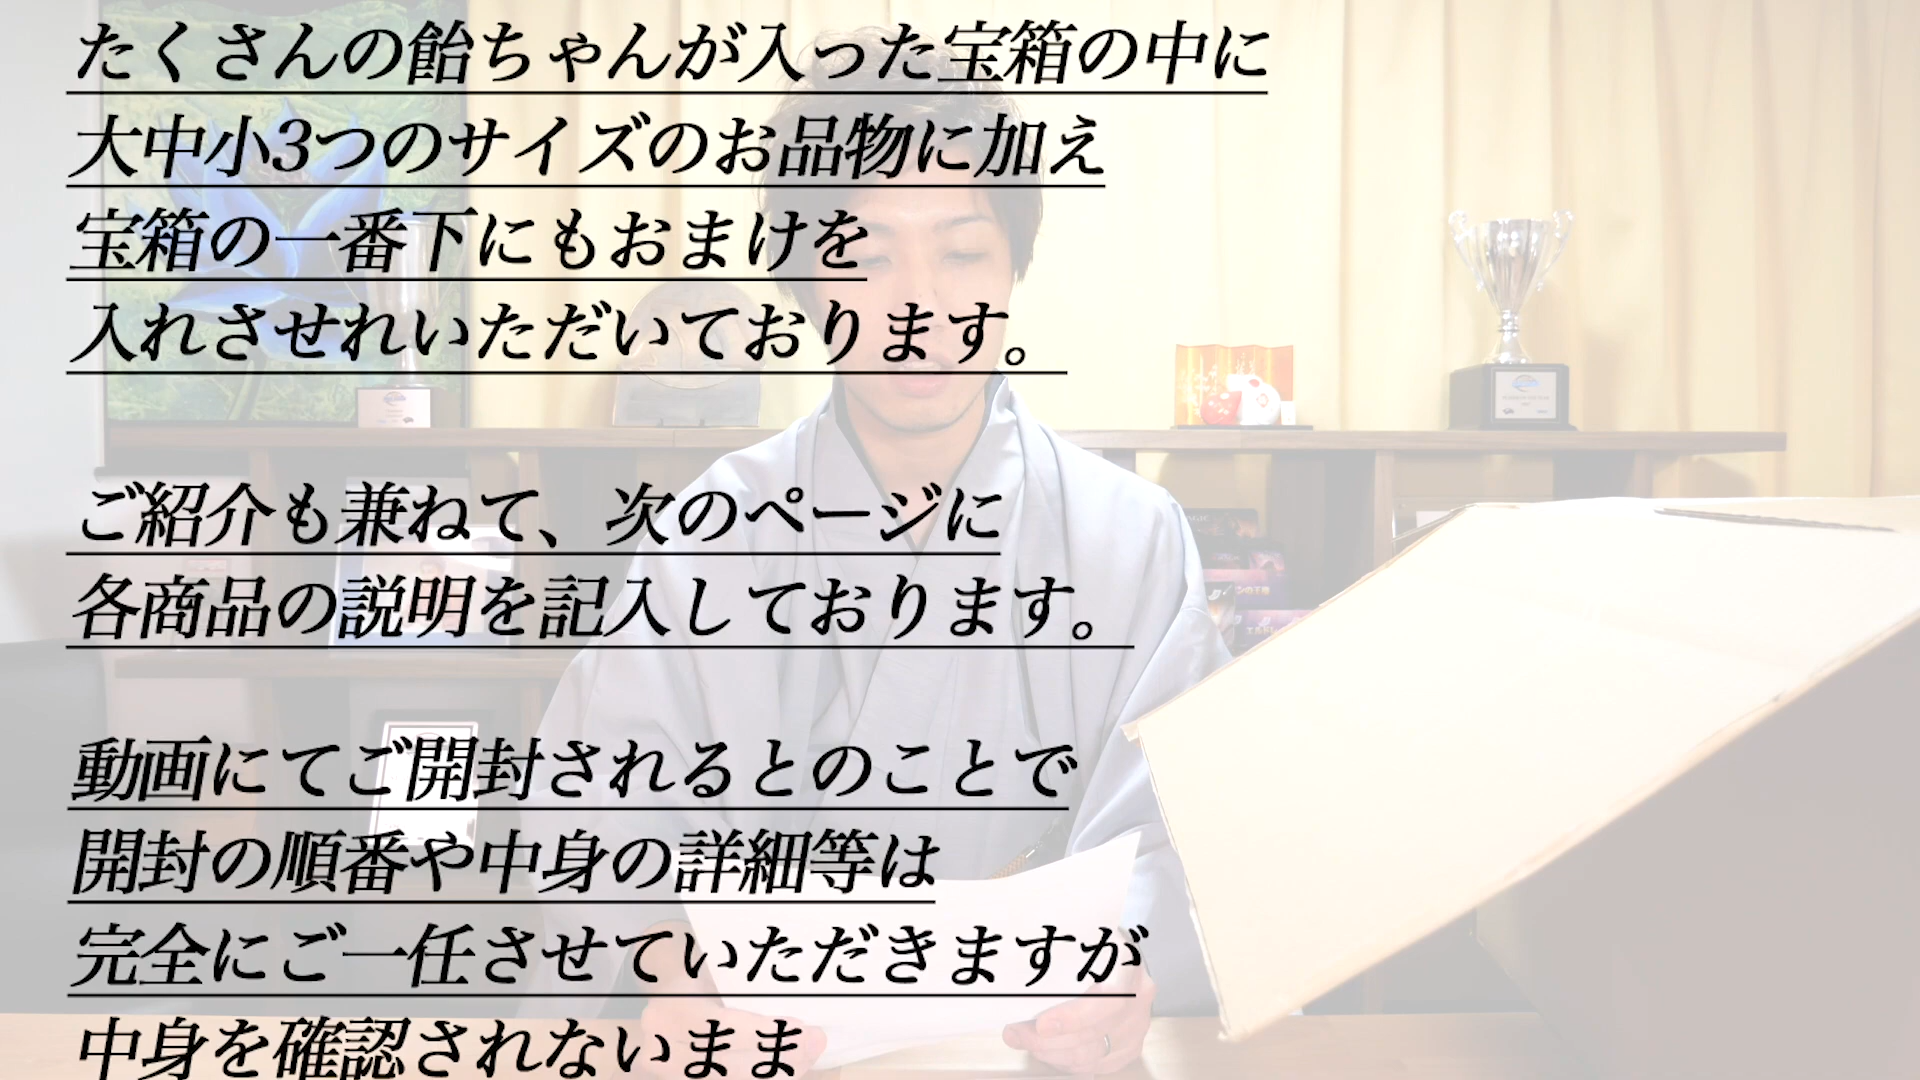 たくさんの飴ちゃんが入った宝箱の中に
大中小3つのサイズのお品物に加え
宝箱の一番下にもおまけを
入れさせれいただいております。
ご紹介も兼ねて、次のページに
各商品の説明を記入しております。
動画にてご開封されるとのことで
開封の順番や中身の詳細等は
完全にご一任させていただきますが
中身を確認されないまま